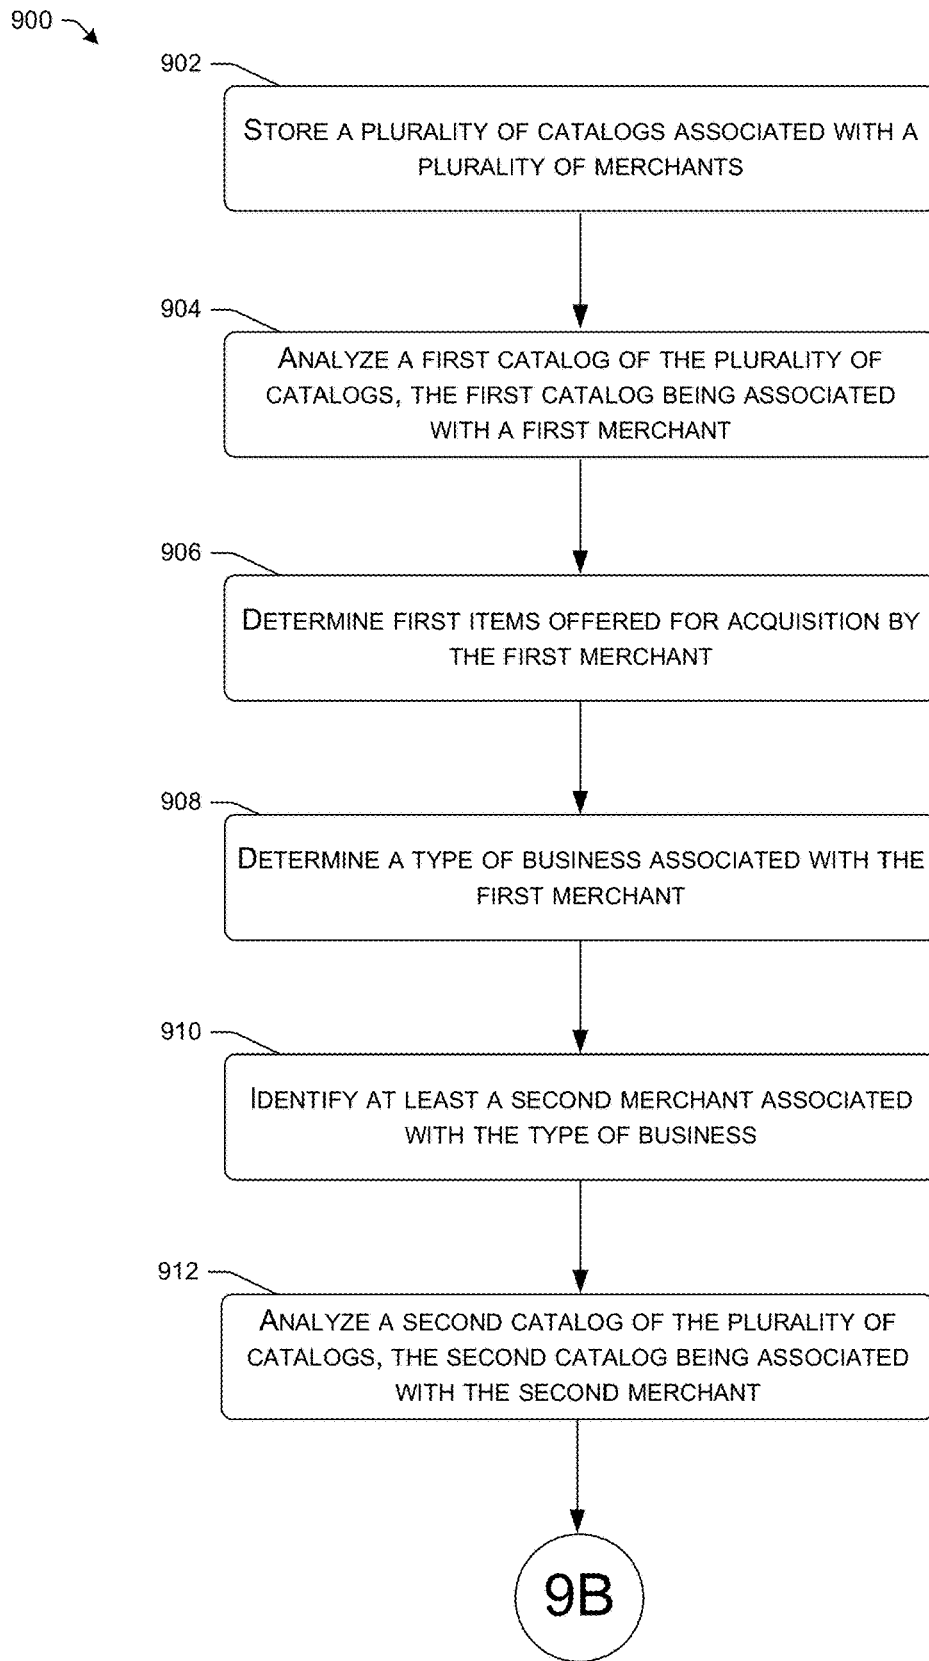 900
902
STORE A PLURALITY OF CATALOGS ASSOCIATED WITH A
PLURALITY OF MERCHANTS
904
ANALYZE A FIRST CATALOG OF THE PLURALITY OF
CATALOGS, THE FIRST CATALOG BEING ASSOCIATED
WITH A FIRST MERCHANT
906
DETERMINE FIRST ITEMS OFFERED FOR ACQUISITION BY
THE FIRST MERCHANT
908
DETERMINE A TYPE OF BUSINESS ASSOCIATED WITH THE
FIRST MERCHANT
910
IDENTIFY AT LEAST A SECOND MERCHANT ASSOCIATED
WITH THE TYPE OF BUSINESS
912
ANALYZE A SECOND CATALOG OF THE PLURALITY OF
CATALOGS, THE SECOND CATALOG BEING ASSOCIATED
WITH THE SECOND MERCHANT
9B